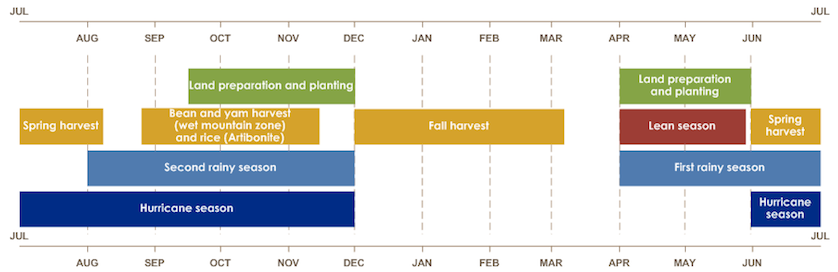 JUL JUL
AUG SEP OCT NOV DEC JAN FEB MAR APR MAY JUN
Land preparation and planting
Land preparation
and planting
Spring harvest
Bean and yam harvest
(wet mountain zone)
and rice (Artibonite)
Fall harvest
Lean season
Spring
harvest
Second rainy season
First rainy season
Hurricane season
Hurricane
season
JUL JUL
AUG SEP OCT NOV DEC JAN FEB MAR APR MAY JUN